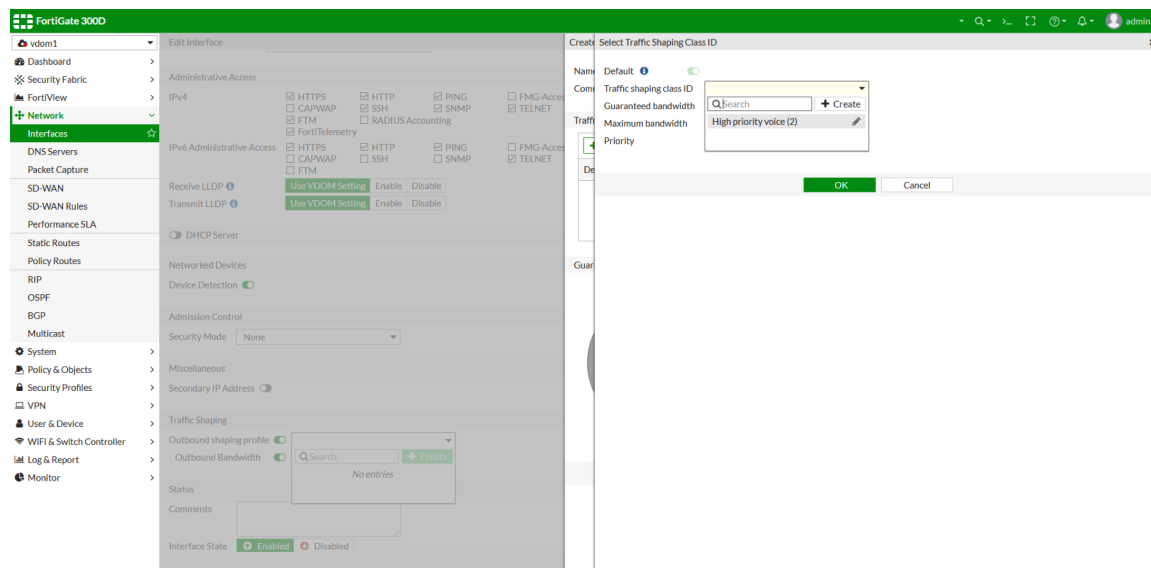 FortiGate 300D
admin
vdom1
Dashboard
Security Fabric
FortiView
Network
Interfaces
DNS Servers
Packet Capture
SD-WAN
SD-WAN Rules
Performance SLA
Static Routes
Policy Routes
RIP
OSPF
BGP
Multicast
System
Policy & Objects
Security Profiles
VPN
User & Device
WiFi & Switch Controller
Log & Report
Monitor
Edit Interface
Administrative Access
IPv4 HTTPS HTTP PING FMG-Acces
CAPWAP SSH SNMP TELNET
FTM RADIUS Accounting
FortiTelemetry
IPv6 Administrative Access HTTPS HTTP PING FMG-Acces
CAPWAP SSH SNMP TELNET
FTM
Receive LLDP Use VDOM Setting Enable Disable
Transmit LLDP Use VDOM Setting Enable Disable
DHCP Server
Networked Devices
Device Detection
Admission Control
Security Mode None
Miscellaneous
Secondary IP Address
Traffic Shaping
Outbound shaping profile
Outbound Bandwidth Search + Create
No entries
Status
Comments
Interface State Enabled Disabled
Create
Nam
Comr
Traffi
De
Guar
Select Traffic Shaping Class ID
Default
Traffic shaping class ID
Guaranteed bandwidth Search + Create
Maximum bandwidth High priority voice (2)
Priority
OK Cancel